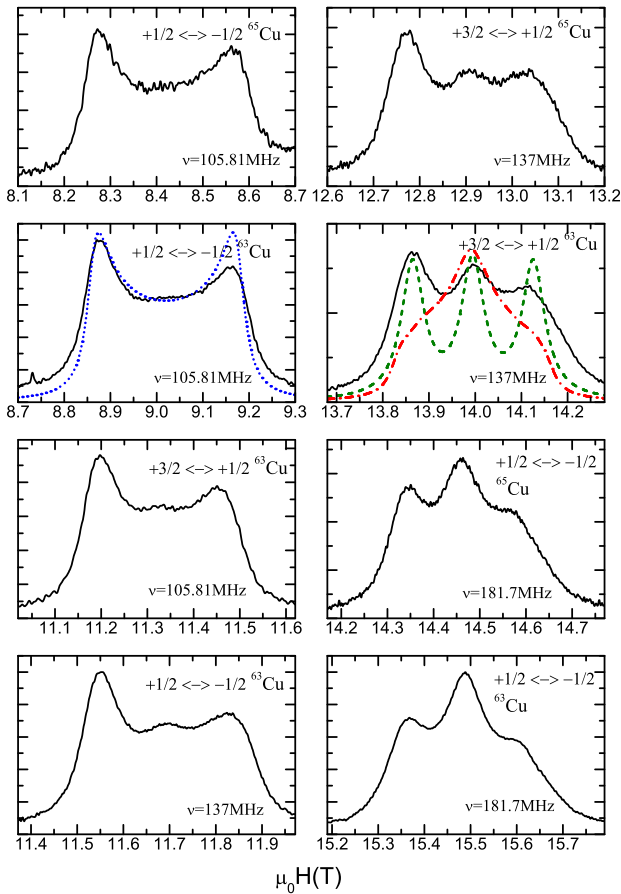 +1/2 <–> −1/2 ⁶⁵Cu
ν=105.81MHz
8.1 8.2 8.3 8.4 8.5 8.6 8.7
+3/2 <–> +1/2 ⁶⁵Cu
ν=137MHz
12.6 12.7 12.8 12.9 13.0 13.1 13.2
+1/2 <–> −1/2 ⁶³Cu
ν=105.81MHz
8.7 8.8 8.9 9.0 9.1 9.2 9.3
+3/2 <–> +1/2 ⁶³Cu
ν=137MHz
13.7 13.8 13.9 14.0 14.1 14.2
+3/2 <–> +1/2 ⁶³Cu
ν=105.81MHz
11.1 11.2 11.3 11.4 11.5 11.6
+1/2 <–> −1/2
⁶⁵Cu
ν=181.7MHz
14.2 14.3 14.4 14.5 14.6 14.7
+1/2 <–> −1/2 ⁶³Cu
ν=137MHz
11.4 11.5 11.6 11.7 11.8 11.9
+1/2 <–> −1/2
⁶³Cu
ν=181.7MHz
15.2 15.3 15.4 15.5 15.6 15.7
μ₀H(T)